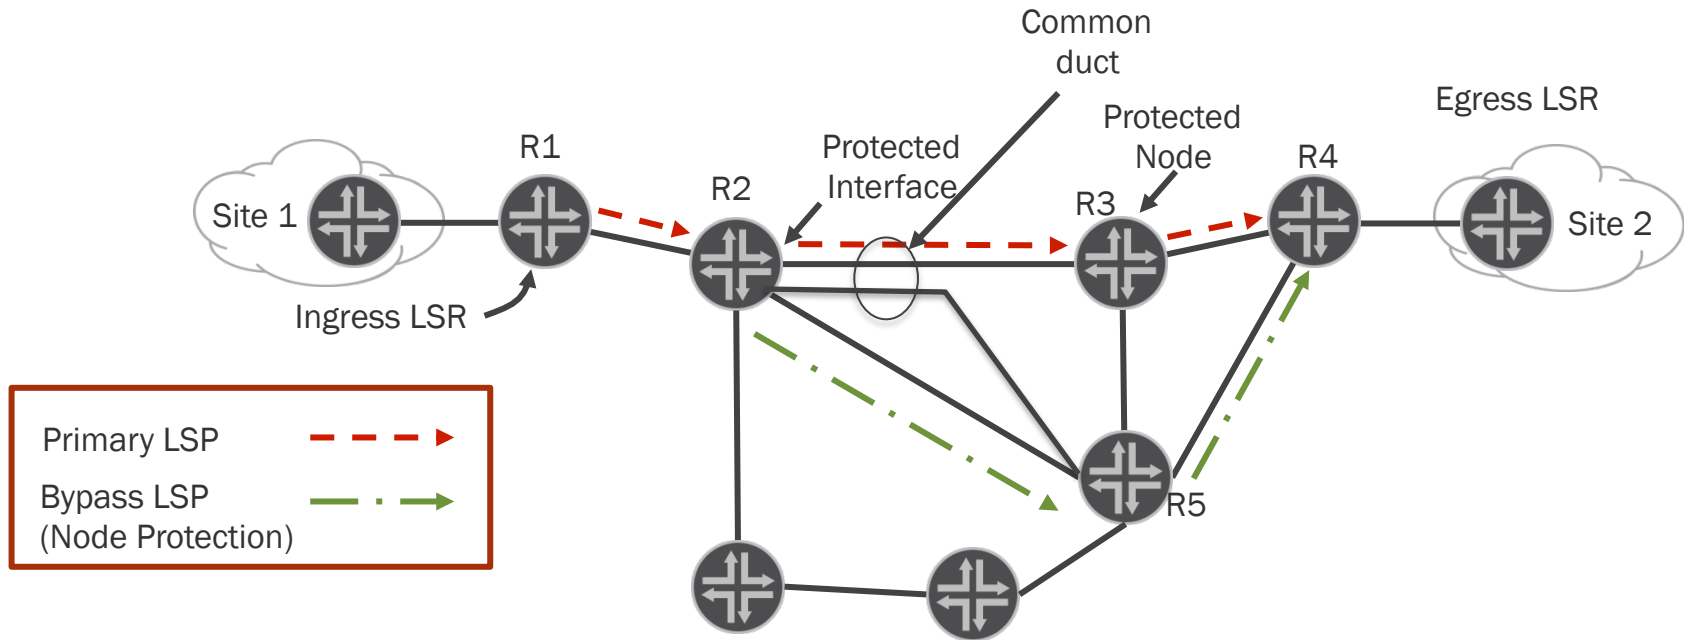 Common
duct
Egress LSR
Protected
Node
Protected
Interface
R1
R2
R3
R4
Site 1
Site 2
Ingress LSR
Primary LSP
Bypass LSP
(Node Protection)
R5